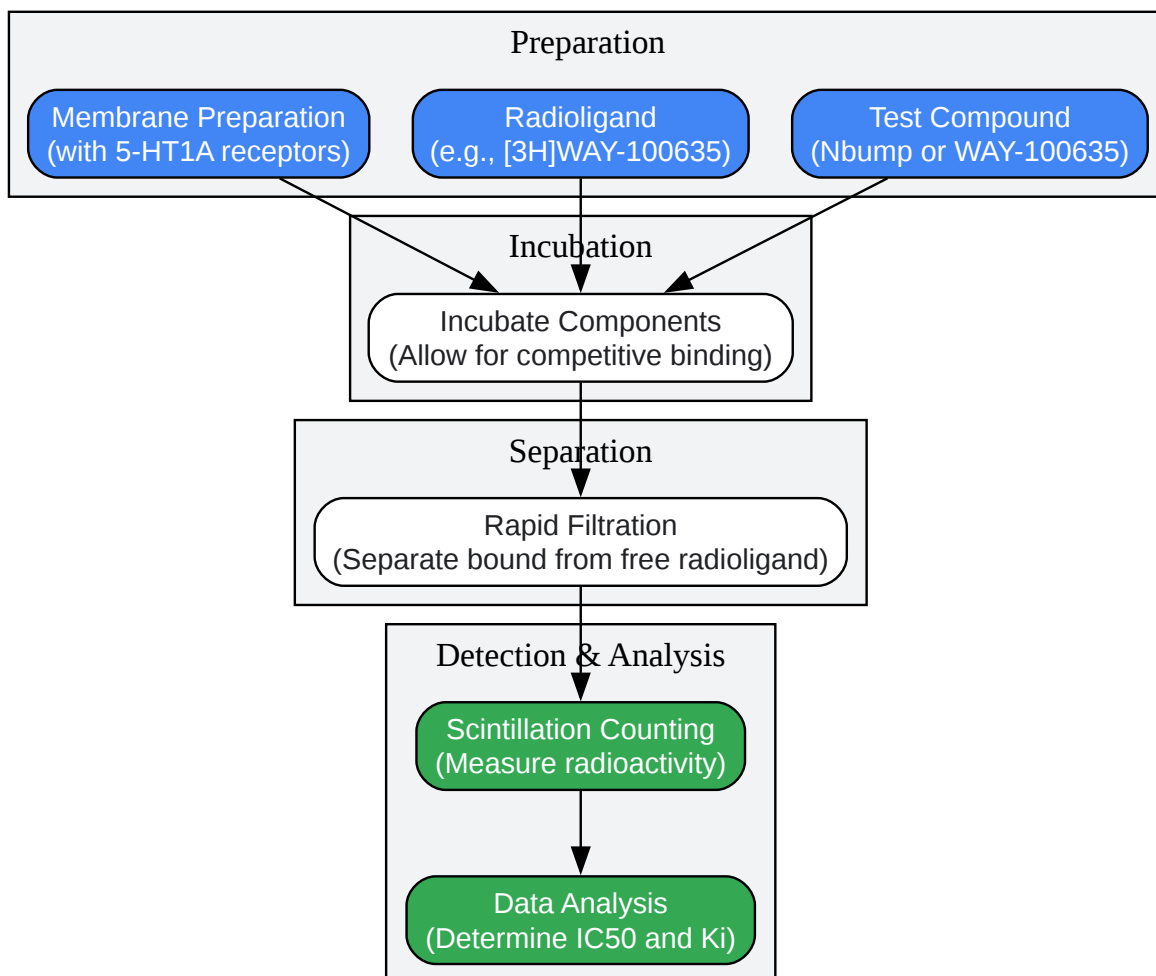 Preparation
Membrane Preparation
(with 5-HT1A receptors)
Radioligand
(e.g., [3H]WAY-100635)
Test Compound
(Nbump or WAY-100635)
Incubation
Incubate Components
(Allow for competitive binding)
Separation
Rapid Filtration
(Separate bound from free radioligand)
Detection & Analysis
Scintillation Counting
(Measure radioactivity)
Data Analysis
(Determine IC50 and Ki)